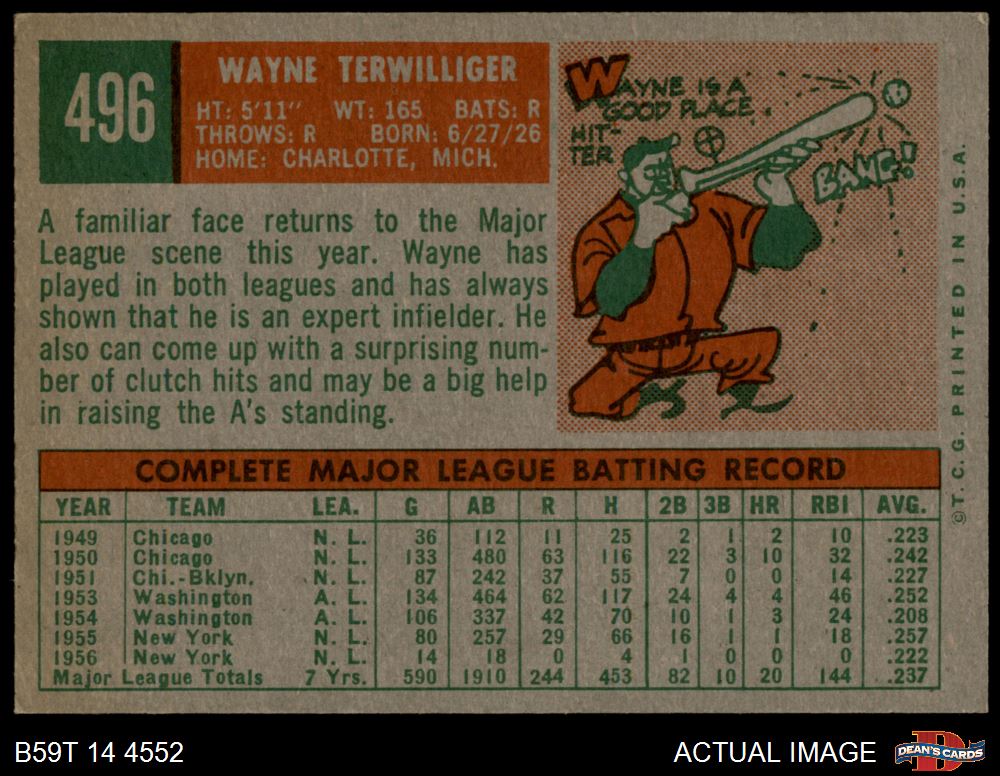 496
WAYNE TERWILLIGER
HT: 5'11" WT: 165 BATS: R
THROWS: R BORN: 6/27/26
HOME: CHARLOTTE, MICH.
WAYNE IS A
GOOD PLACE
HIT-
TER
BANG!
A familiar face returns to the Major
League scene this year. Wayne has
played in both leagues and has always
shown that he is an expert infielder. He
also can come up with a surprising num-
ber of clutch hits and may be a big help
in raising the A's standing.
© T. C. G. PRINTED IN U.S.A.
COMPLETE MAJOR LEAGUE BATTING RECORD
YEAR TEAM LEA. G AB R H 2B 3B HR RBI AVG.
1949 Chicago N. L. 36 112 11 25 2 1 2 10 .223
1950 Chicago N. L. 133 480 63 116 22 3 10 32 .242
1951 Chi.-Bklyn. N. L. 87 242 37 55 7 0 0 14 .227
1953 Washington A. L. 134 464 62 117 24 4 4 46 .252
1954 Washington A. L. 106 337 42 70 10 1 3 24 .208
1955 New York N. L. 80 257 29 66 16 1 1 18 .257
1956 New York N. L. 14 18 0 4 1 0 0 0 .222
Major League Totals 7 Yrs. 590 1910 244 453 82 10 20 144 .237
B59T 14 4552
ACTUAL IMAGE
DEAN'S CARDS